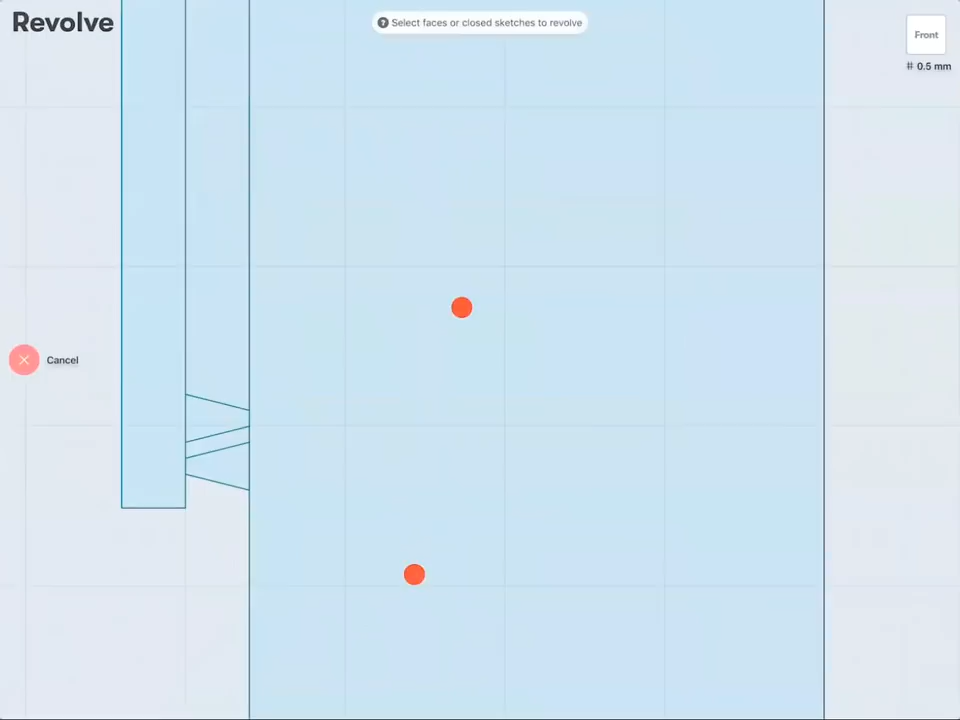 Revolve
? Select faces or closed sketches to revolve
Front
# 0.5 mm
Cancel